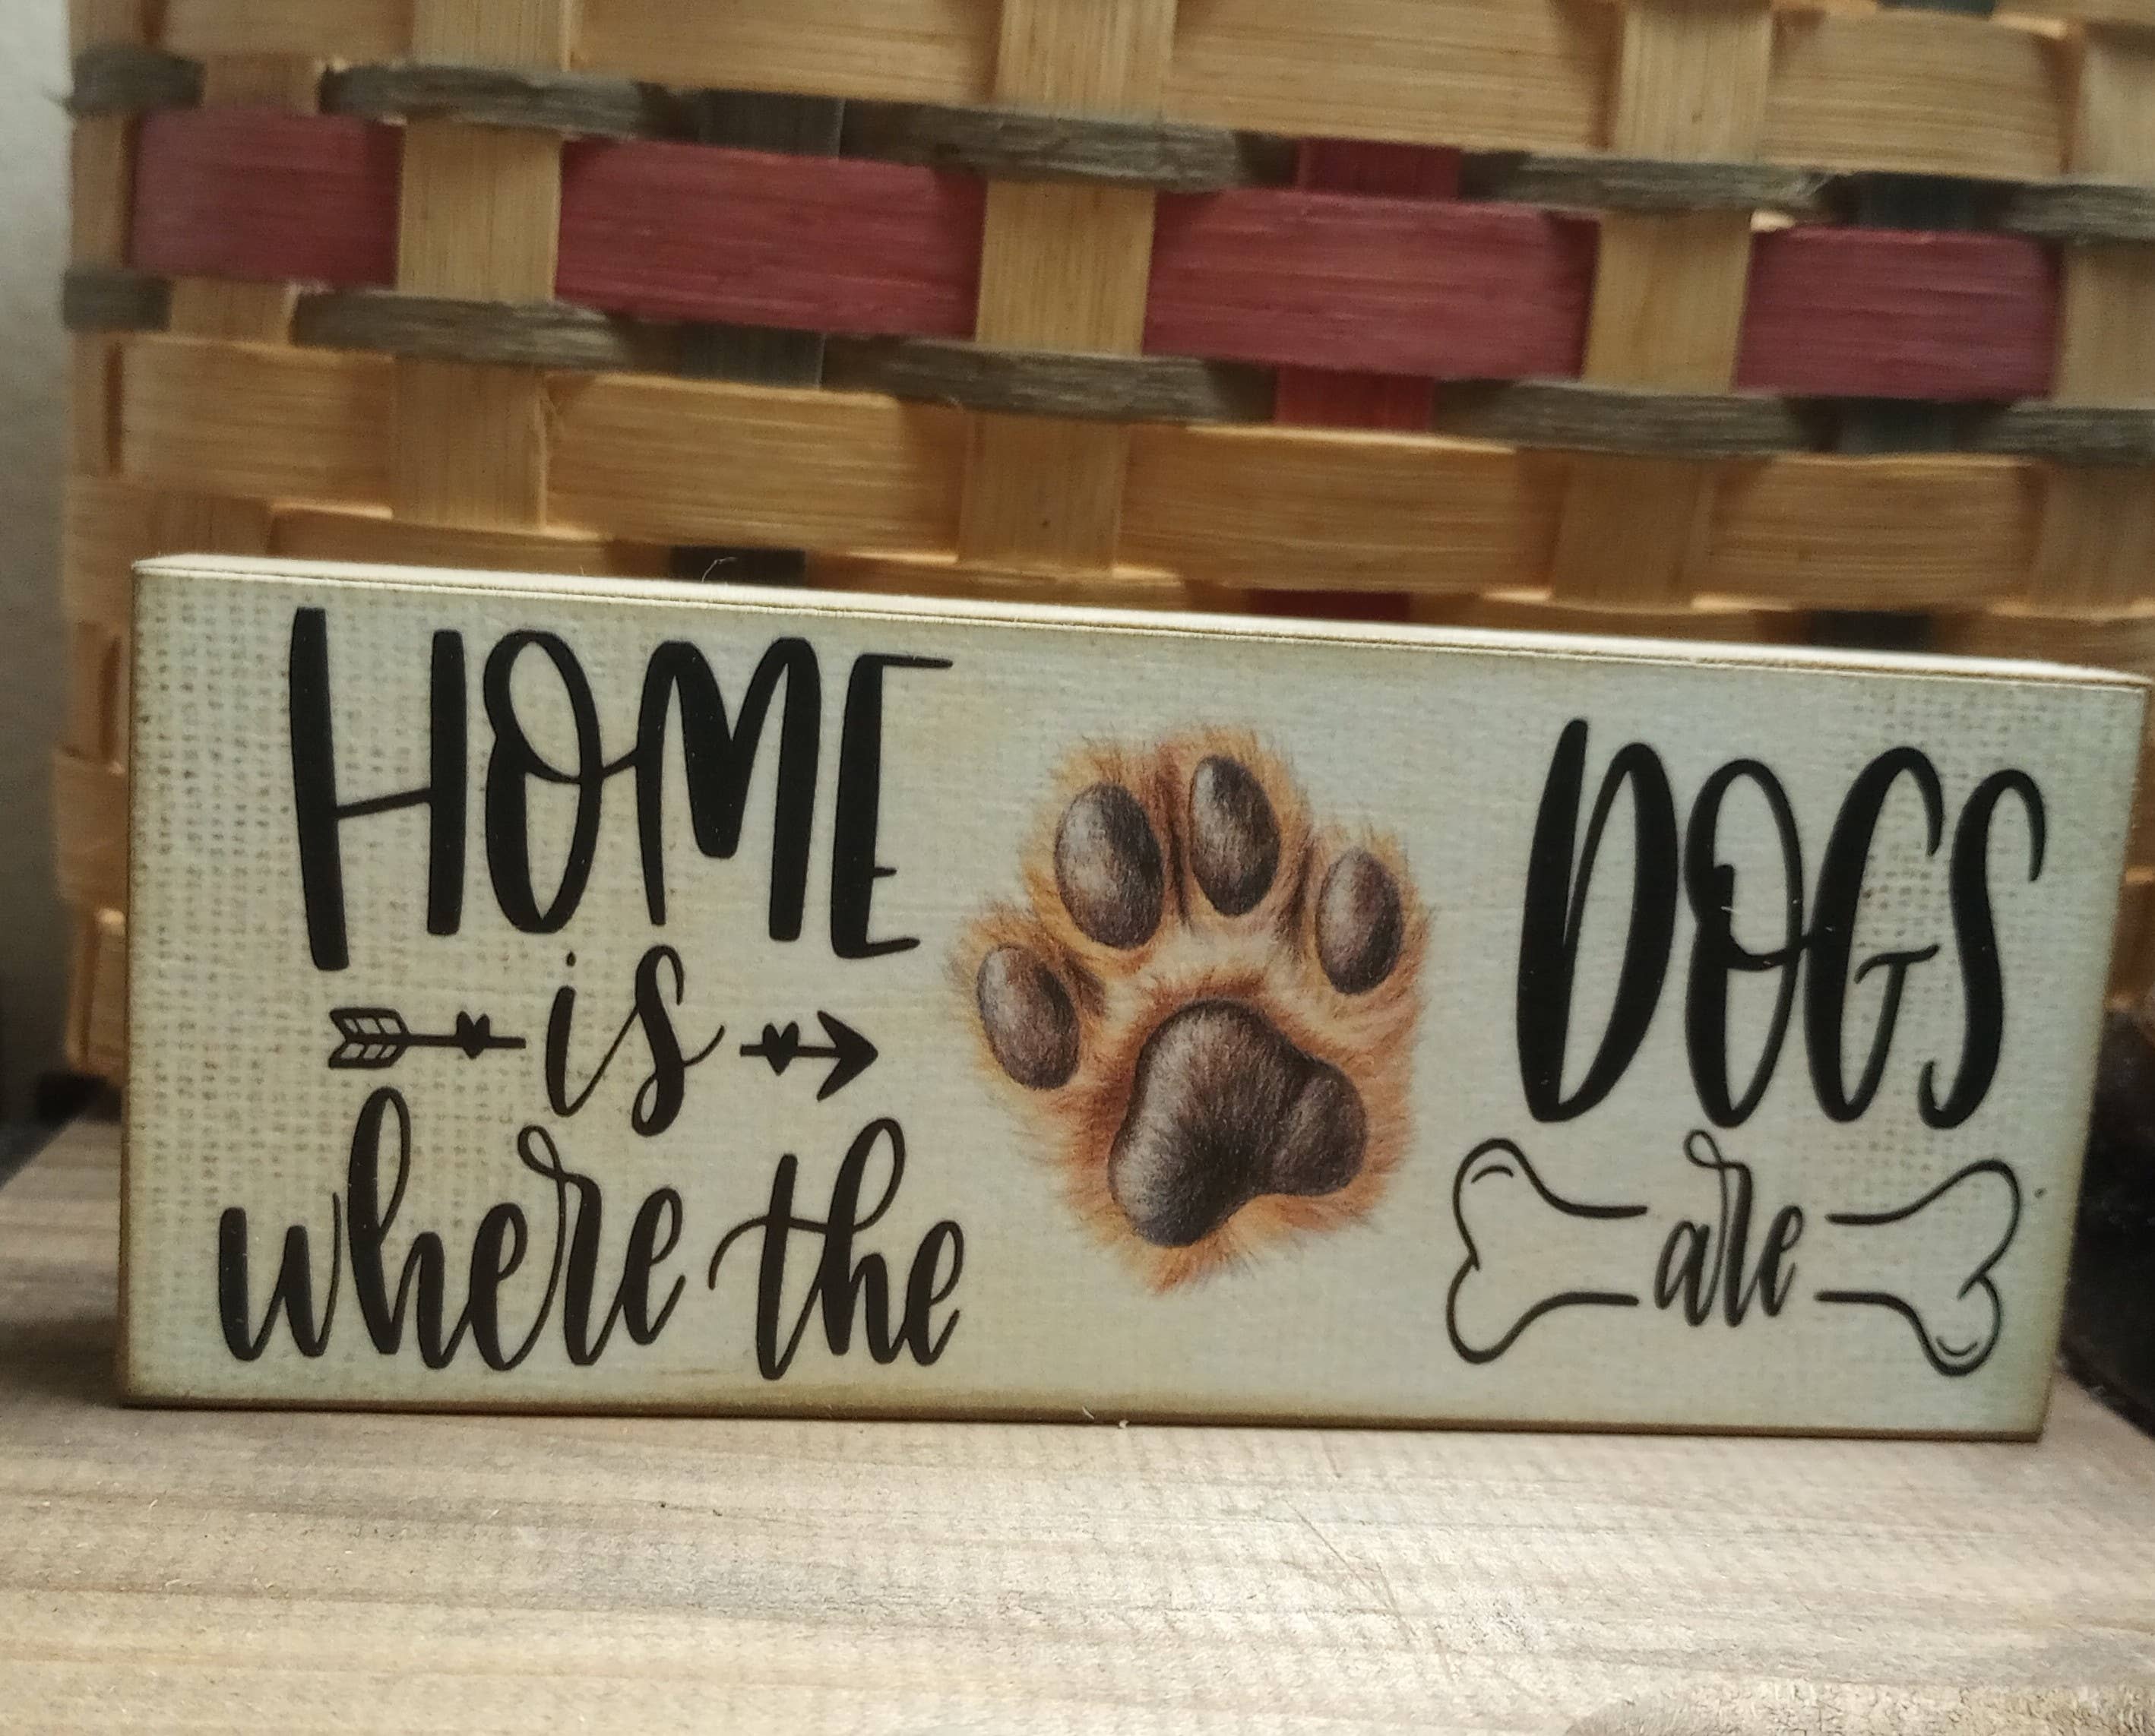 HOME
is
where the
DOGS
are